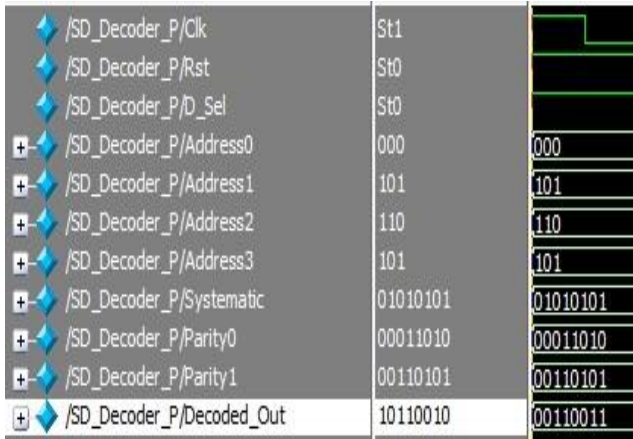 /SD_Decoder_P/Clk St1
/SD_Decoder_P/Rst St0
/SD_Decoder_P/D_Sel St0
/SD_Decoder_P/Address0 000 000
/SD_Decoder_P/Address1 101 101
/SD_Decoder_P/Address2 110 110
/SD_Decoder_P/Address3 101 101
/SD_Decoder_P/Systematic 01010101 01010101
/SD_Decoder_P/Parity0 00011010 00011010
/SD_Decoder_P/Parity1 00110101 00110101
/SD_Decoder_P/Decoded_Out 10110010 00110011